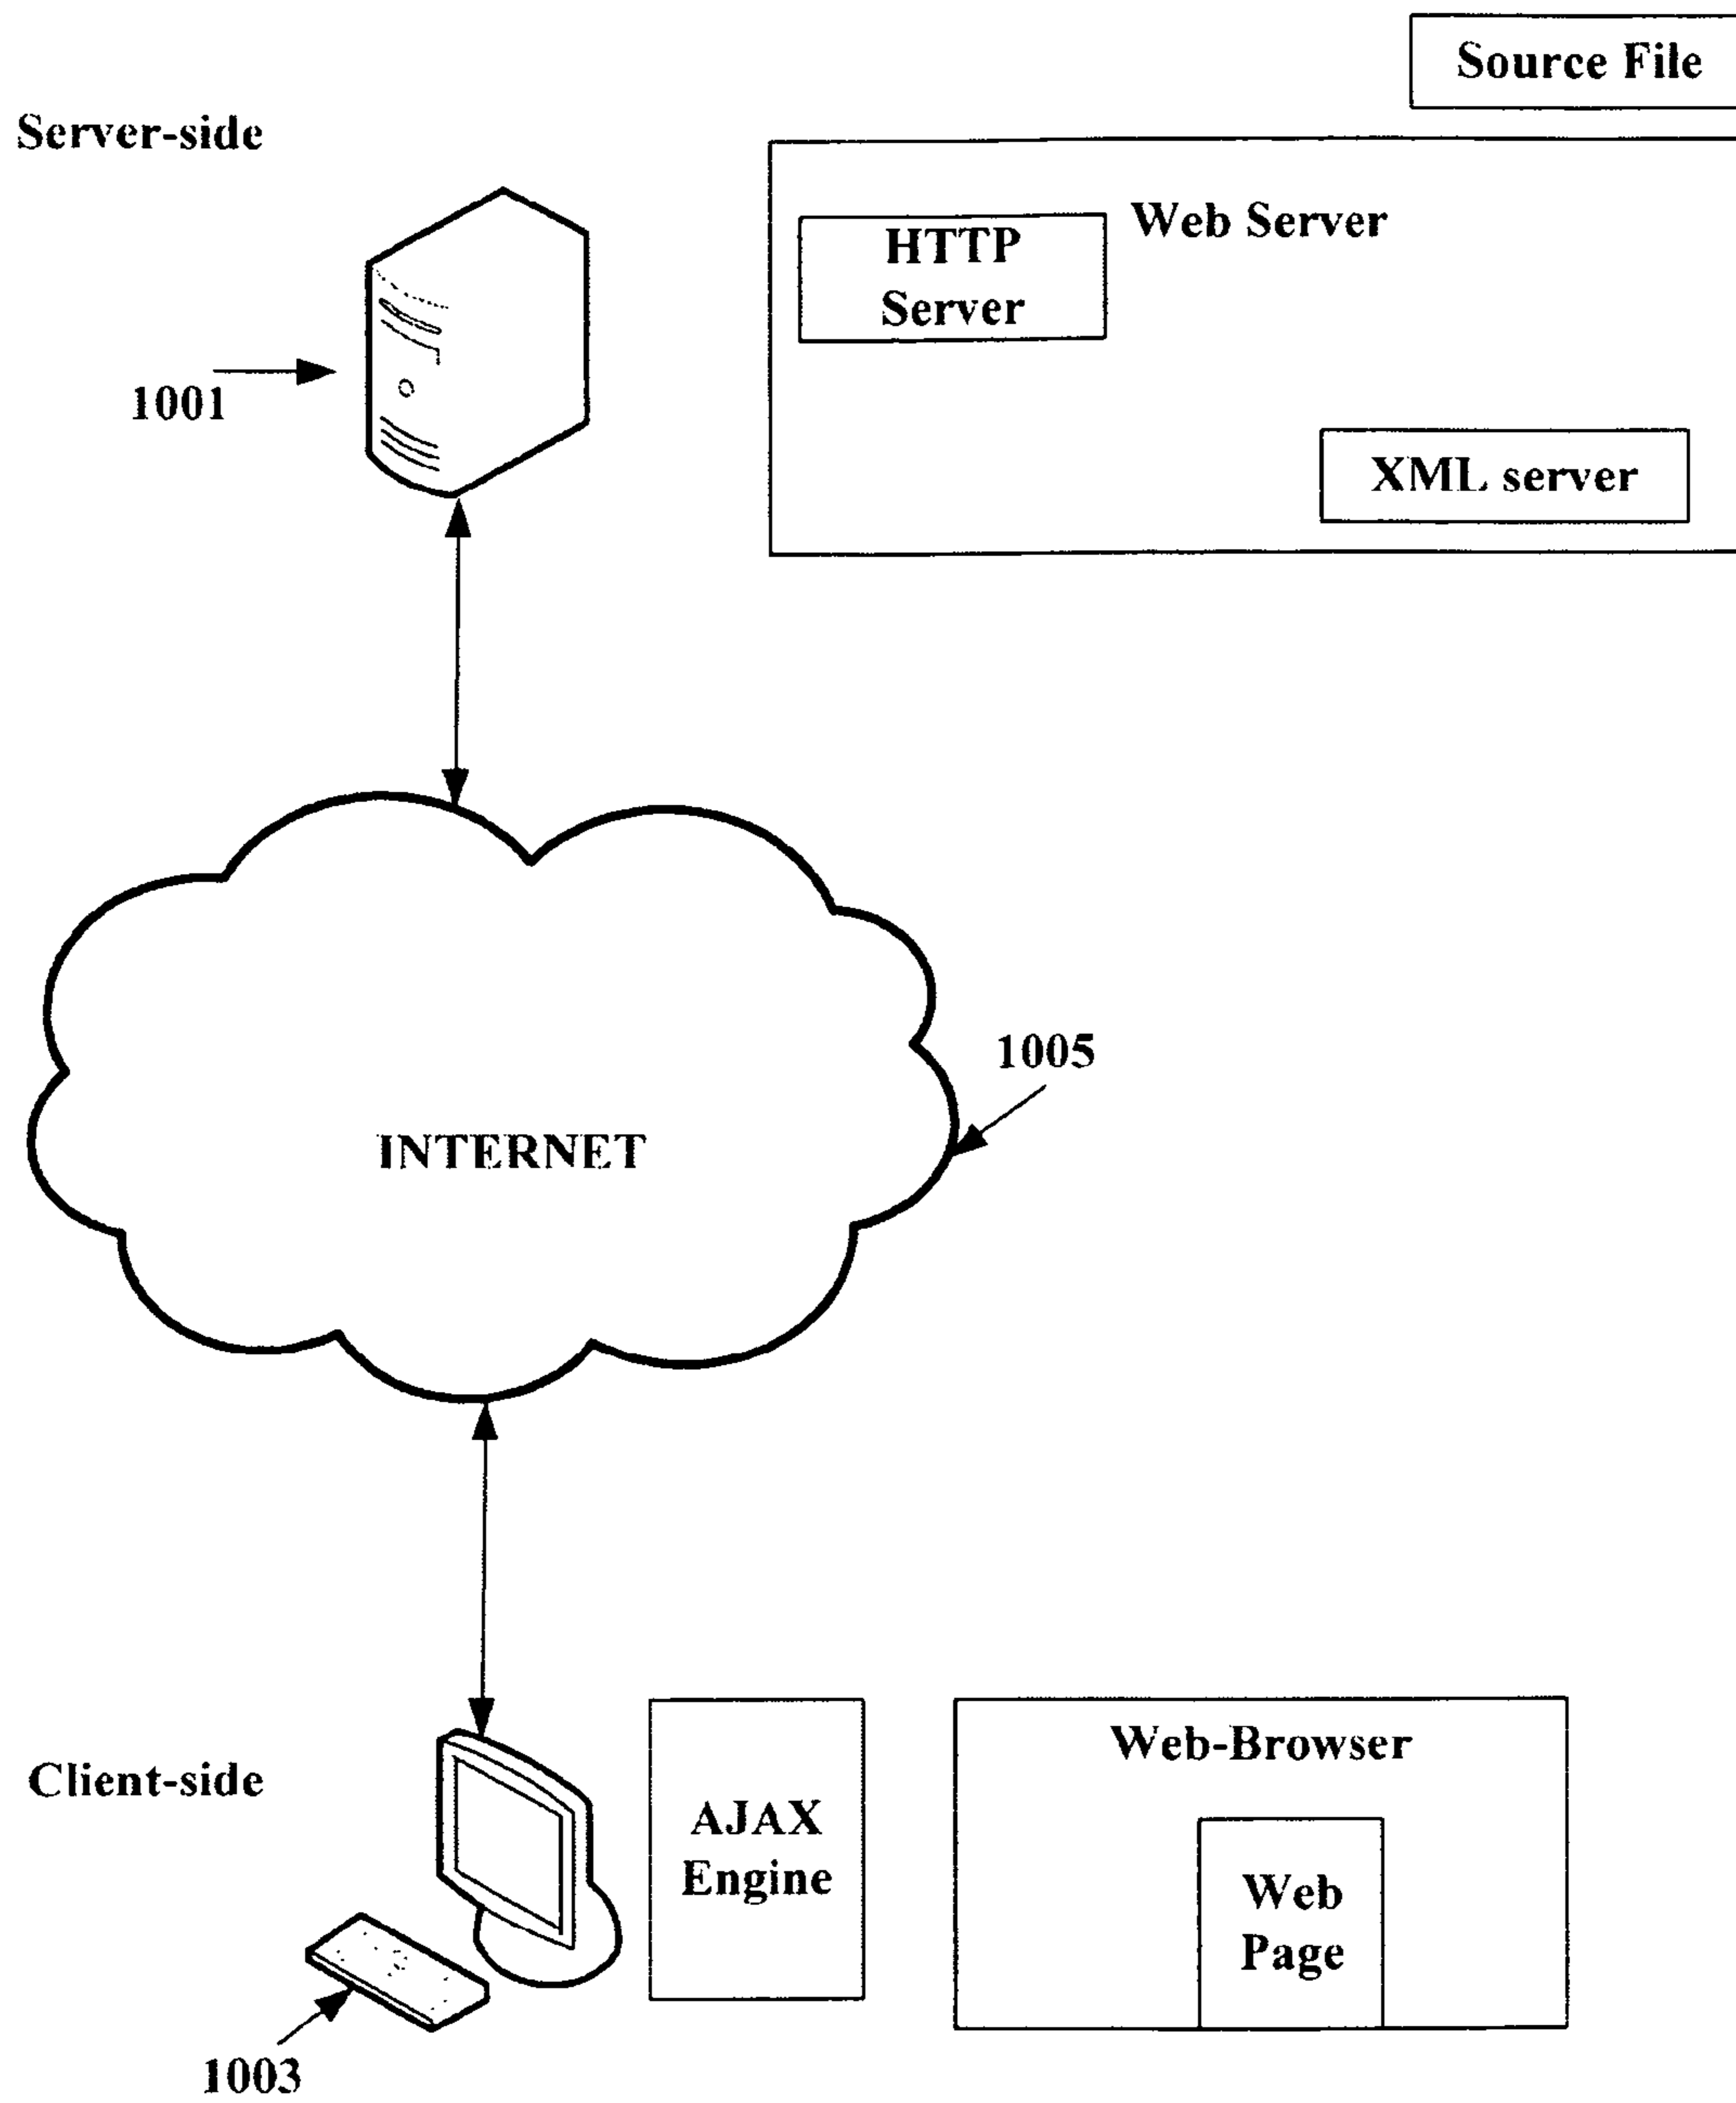 Source File
Server-side
Web Server
HTTP
Server
1001
XML server
1005
INTERNET
Client-side
AJAX
Engine
Web-Browser
Web
Page
1003